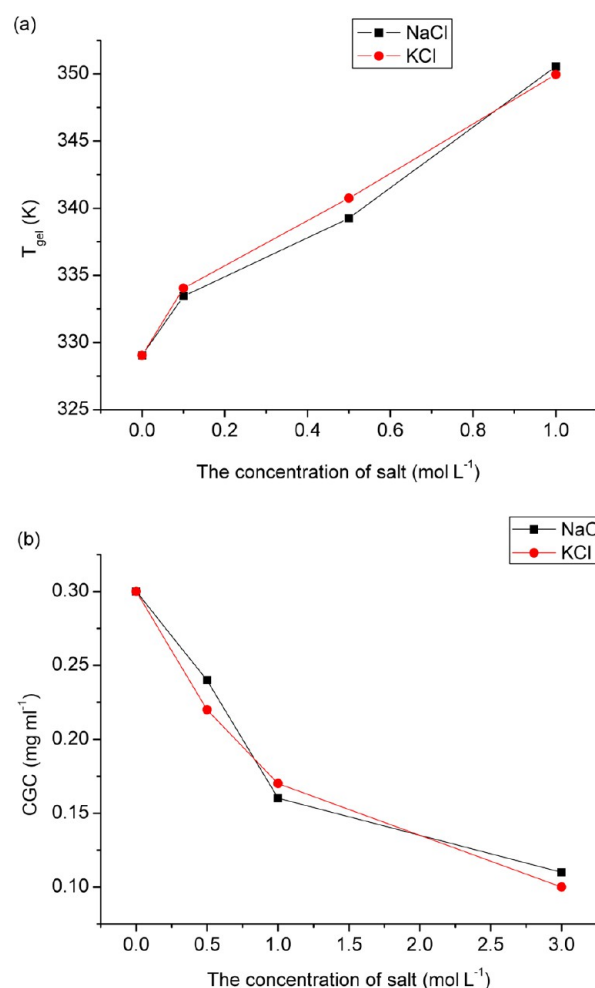 (a)
NaCl
KCl
350
345
340
335
330
325
T_gel (K)
0.0 0.2 0.4 0.6 0.8 1.0
The concentration of salt (mol L⁻¹)
(b)
NaC
KCl
0.30
0.25
0.20
0.15
0.10
CGC (mg ml⁻¹)
0.0 0.5 1.0 1.5 2.0 2.5 3.0
The concentration of salt (mol L⁻¹)